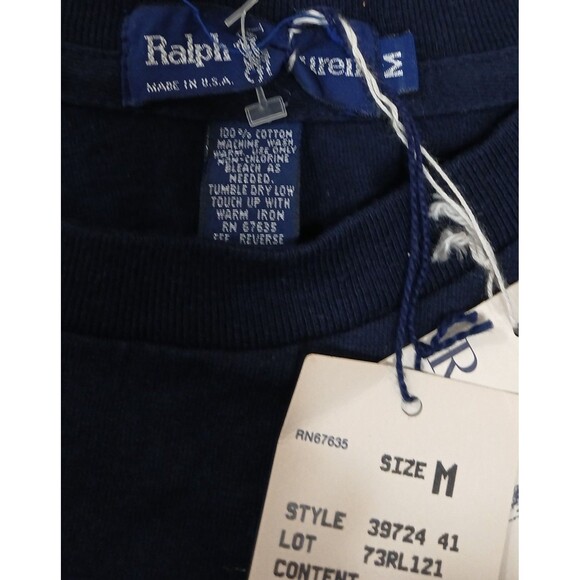 Ralph
MADE IN U.S.A.
M
100% COTTON
MACHINE WASH
WARM. USE ONLY
NON-CHLORINE
BLEACH AS
NEEDED.
TUMBLE DRY LOW
TOUCH UP WITH
WARM IRON
RN 67635
SEE REVERSE
RN67635
SIZE M
STYLE 39724 41
LOT 73RL121
CONTENT